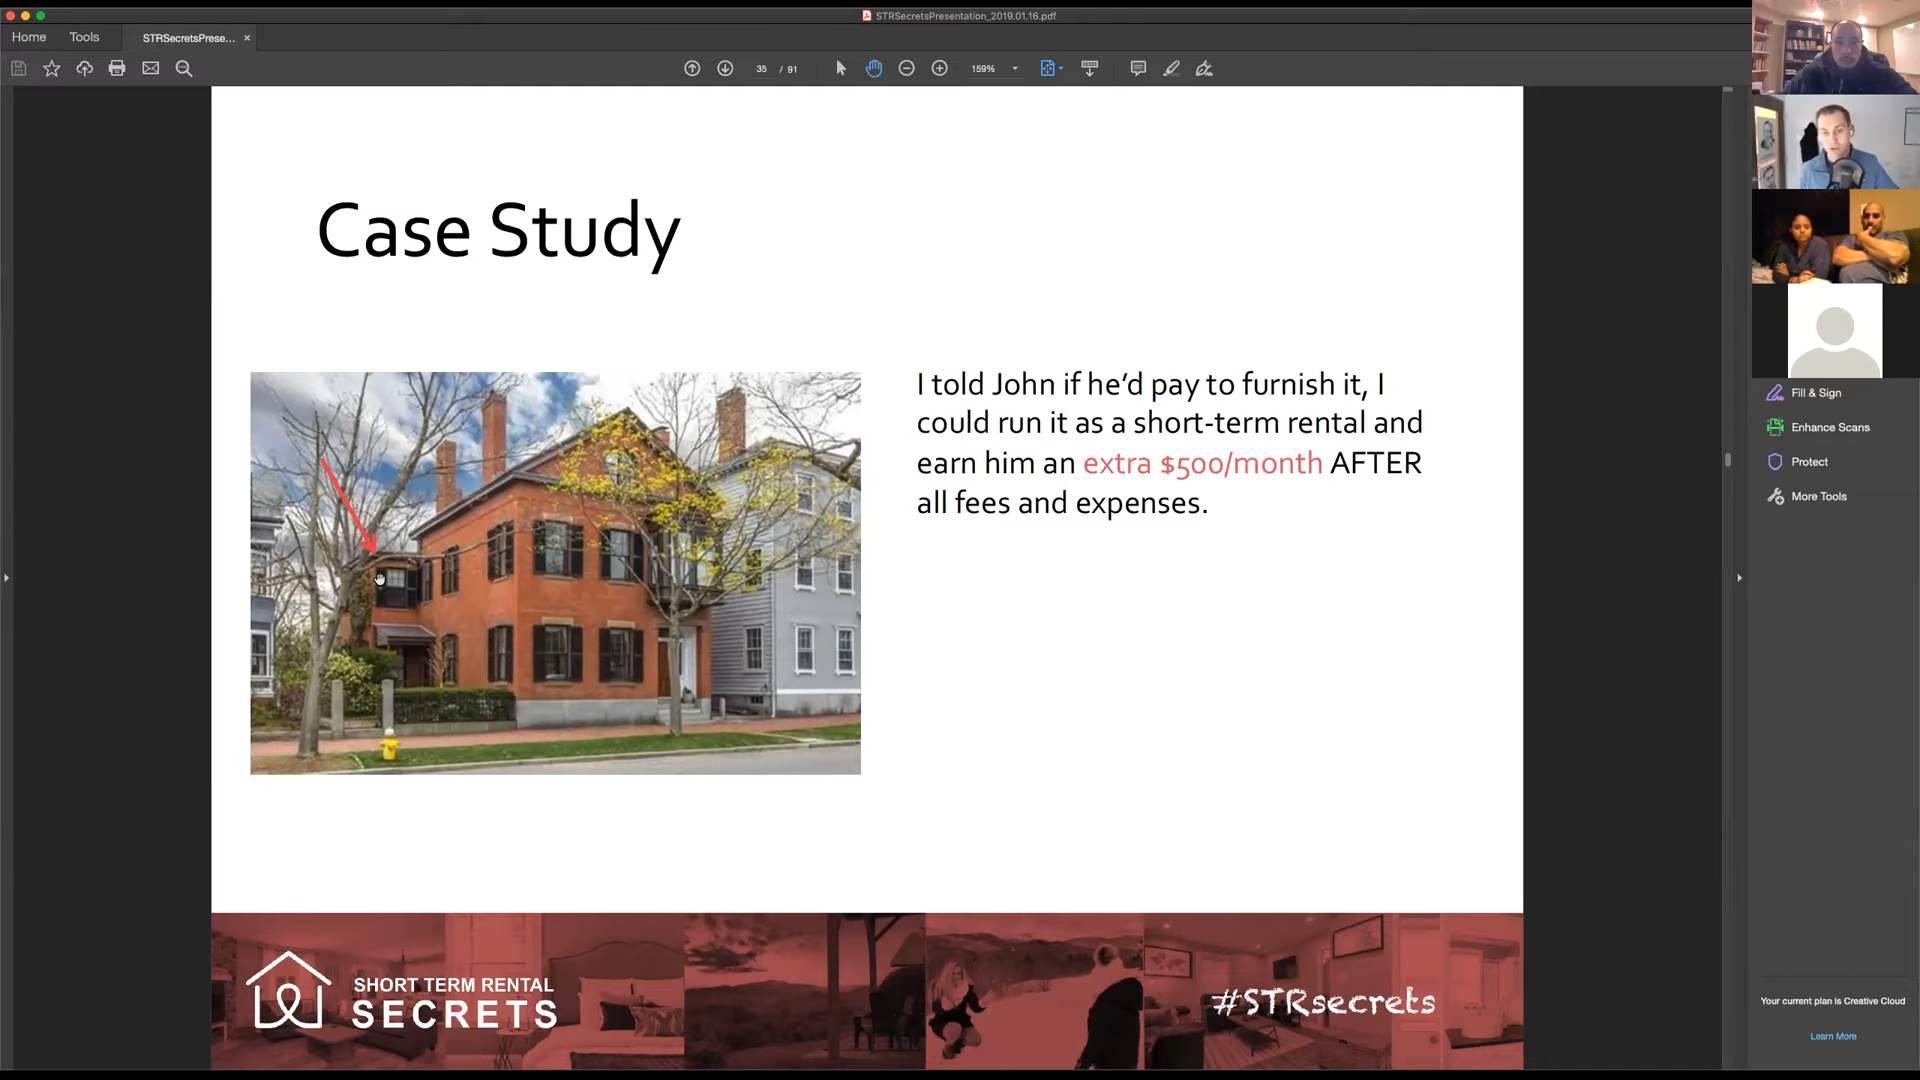 STRSecretsPresentation_2019.01.16.pdf
Home
Tools
STRSecretsPrese...
35 / 91
159%
Case Study
I told John if he’d pay to furnish it, I
could run it as a short-term rental and
earn him an extra $500/month AFTER
all fees and expenses.
Fill & Sign
Enhance Scans
Protect
More Tools
SHORT TERM RENTAL
SECRETS
#STRsecrets
Your current plan is Creative Cloud
Learn More